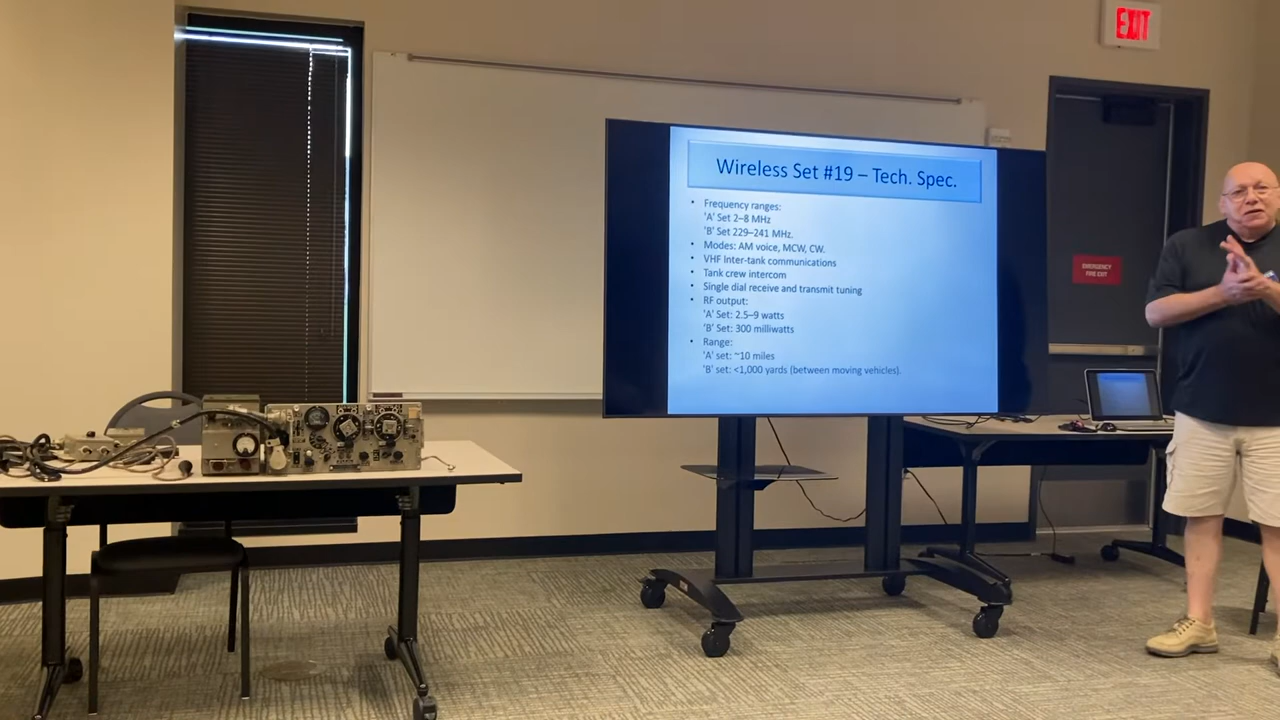 EXIT
Wireless Set #19 – Tech. Spec.
• Frequency ranges:
'A' Set 2–8 MHz
'B' Set 229–241 MHz.
• Modes: AM voice, MCW, CW.
• VHF Inter-tank communications
• Tank crew intercom
• Single dial receive and transmit tuning
• RF output:
'A' Set: 2.5–9 watts
'B' Set: 300 milliwatts
• Range:
'A' set: ~10 miles
'B' set: <1,000 yards (between moving vehicles).
EMERGENCY
FIRE EXIT